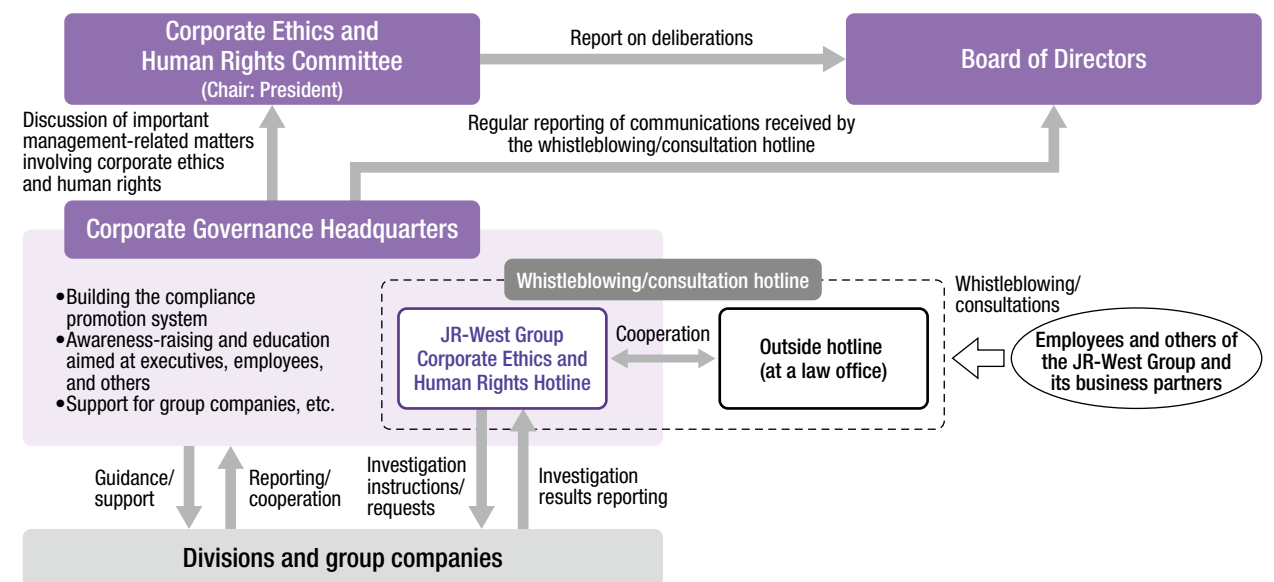 Corporate Ethics and
Human Rights Committee
(Chair: President)
Report on deliberations
Board of Directors
Discussion of important
management-related matters
involving corporate ethics
and human rights
Regular reporting of communications received by
the whistleblowing/consultation hotline
Corporate Governance Headquarters
•Building the compliance
promotion system
•Awareness-raising and education
aimed at executives, employees,
and others
•Support for group companies, etc.
Whistleblowing/consultation hotline
JR-West Group
Corporate Ethics and
Human Rights Hotline
Cooperation
Outside hotline
(at a law office)
Whistleblowing/
consultations
Employees and others of
the JR-West Group and
its business partners
Guidance/
support
Reporting/
cooperation
Investigation
instructions/
requests
Investigation
results reporting
Divisions and group companies